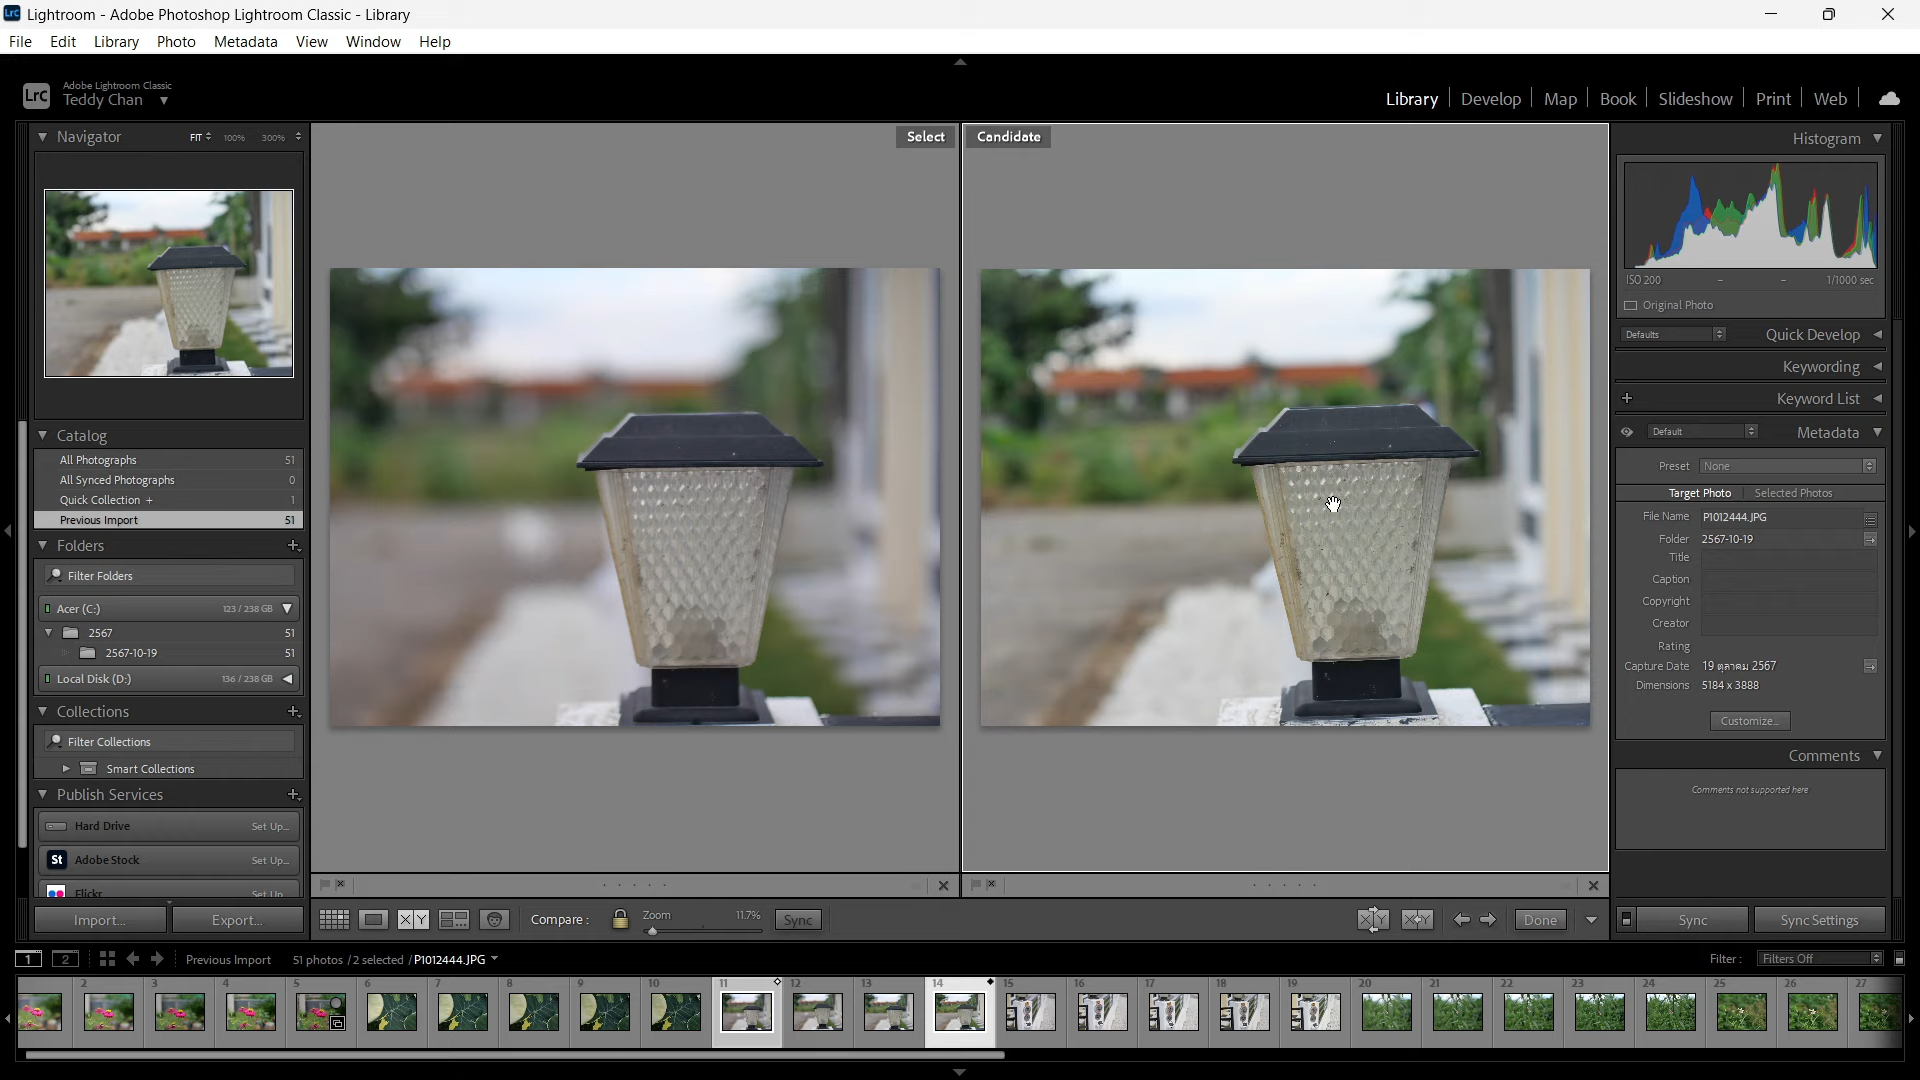 Lightroom - Adobe Photoshop Lightroom Classic - Library
File Edit Library Photo Metadata View Window Help
LrC Adobe Lightroom Classic
Teddy Chan
Library Develop Map Book Slideshow Print Web
Navigator FIT 100% 300%
Select
Candidate
Histogram
ISO 200 - - 1/1000 sec
Original Photo
Defaults Quick Develop
Keywording
Keyword List
Default Metadata
Preset None
Target Photo Selected Photos
File Name P1012444.JPG
Folder 2567-10-19
Title
Caption
Copyright
Creator
Rating
Capture Date 19 ตุลาคม 2567
Dimensions 5184 x 3888
Customize...
Comments
Comments not supported here
Catalog
All Photographs 51
All Synced Photographs 0
Quick Collection + 1
Previous Import 51
Folders
Filter Folders
Acer (C:) 123 / 238 GB
2567 51
2567-10-19 51
Local Disk (D:) 136 / 238 GB
Collections
Filter Collections
Smart Collections
Publish Services
Hard Drive Set Up...
St Adobe Stock Set Up...
Flickr Set Up...
Import... Export...
XY Compare : Zoom 11.7% Sync
XY XY Done
Sync Sync Settings
1 2 Previous Import 51 photos / 2 selected / P1012444.JPG
Filter : Filters Off
2 3 4 5 6 7 8 9 10 11 12 13 14 15 16 17 18 19 20 21 22 23 24 25 26 27